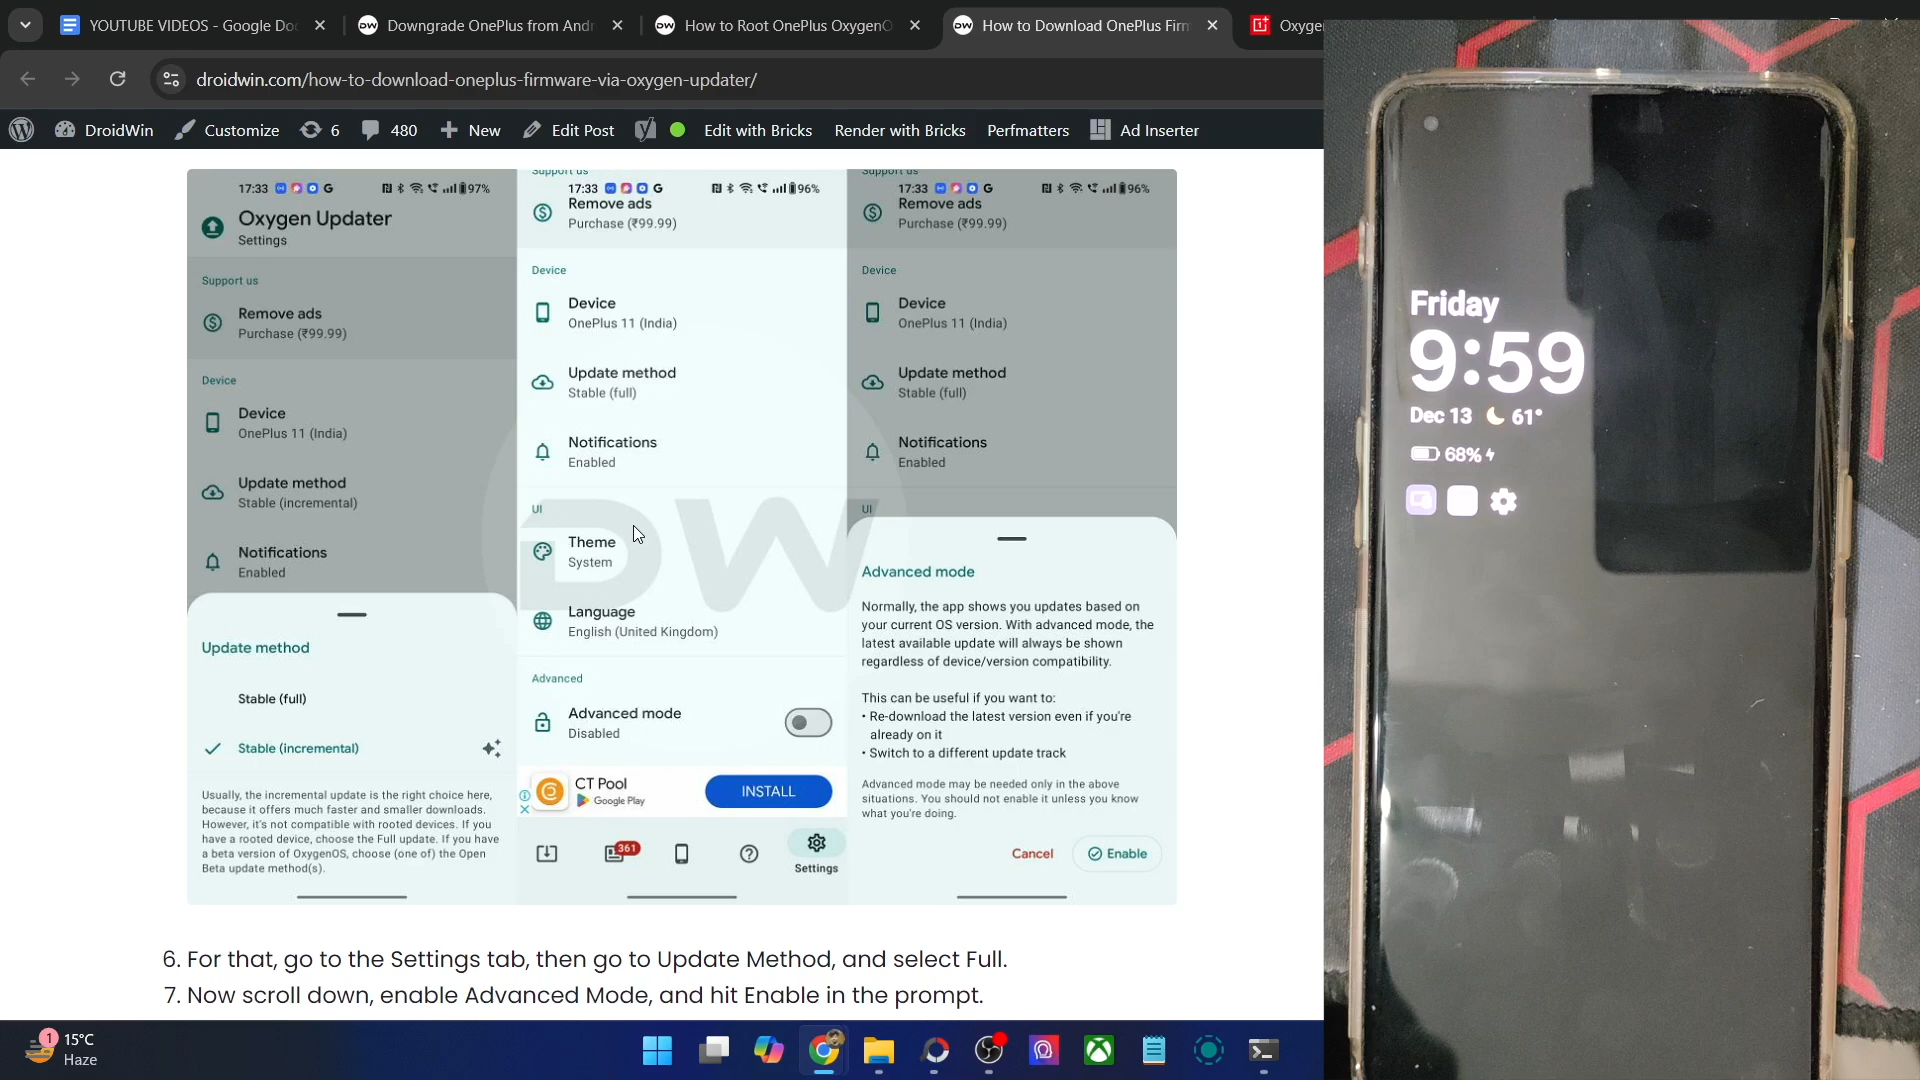 YOUTUBE VIDEOS - Google Do
Downgrade OnePlus from Andr
How to Root OnePlus OxygenO
How to Download OnePlus Firm
Oxyge
droidwin.com/how-to-download-oneplus-firmware-via-oxygen-updater/
DroidWin
Customize
6
480
New
Edit Post
Edit with Bricks
Render with Bricks
Perfmatters
Ad Inserter
17:33
97%
Oxygen Updater
Settings
Support us
Remove ads
Purchase (₹99.99)
Device
Device
OnePlus 11 (India)
Update method
Stable (incremental)
Notifications
Enabled
Update method
Stable (full)
Stable (incremental)
Usually, the incremental update is the right choice here,
because it offers much faster and smaller downloads.
However, it's not compatible with rooted devices. If you
have a rooted device, choose the Full update. If you have
a beta version of OxygenOS, choose (one of) the Open
Beta update method(s).
Support us
17:33
96%
Remove ads
Purchase (₹99.99)
Device
Device
OnePlus 11 (India)
Update method
Stable (full)
Notifications
Enabled
UI
Theme
System
Language
English (United Kingdom)
Advanced
Advanced mode
Disabled
CT Pool
Google Play
INSTALL
361
Settings
Support us
17:33
96%
Remove ads
Purchase (₹99.99)
Device
Device
OnePlus 11 (India)
Update method
Stable (full)
Notifications
Enabled
UI
Advanced mode
Normally, the app shows you updates based on
your current OS version. With advanced mode, the
latest available update will always be shown
regardless of device/version compatibility.
This can be useful if you want to:
• Re-download the latest version even if you're
already on it
• Switch to a different update track
Advanced mode may be needed only in the above
situations. You should not enable it unless you know
what you're doing.
Cancel
Enable
DW
6. For that, go to the Settings tab, then go to Update Method, and select Full.
7. Now scroll down, enable Advanced Mode, and hit Enable in the prompt.
1
15°C
Haze
Friday
9:59
Dec 13 61°
68%